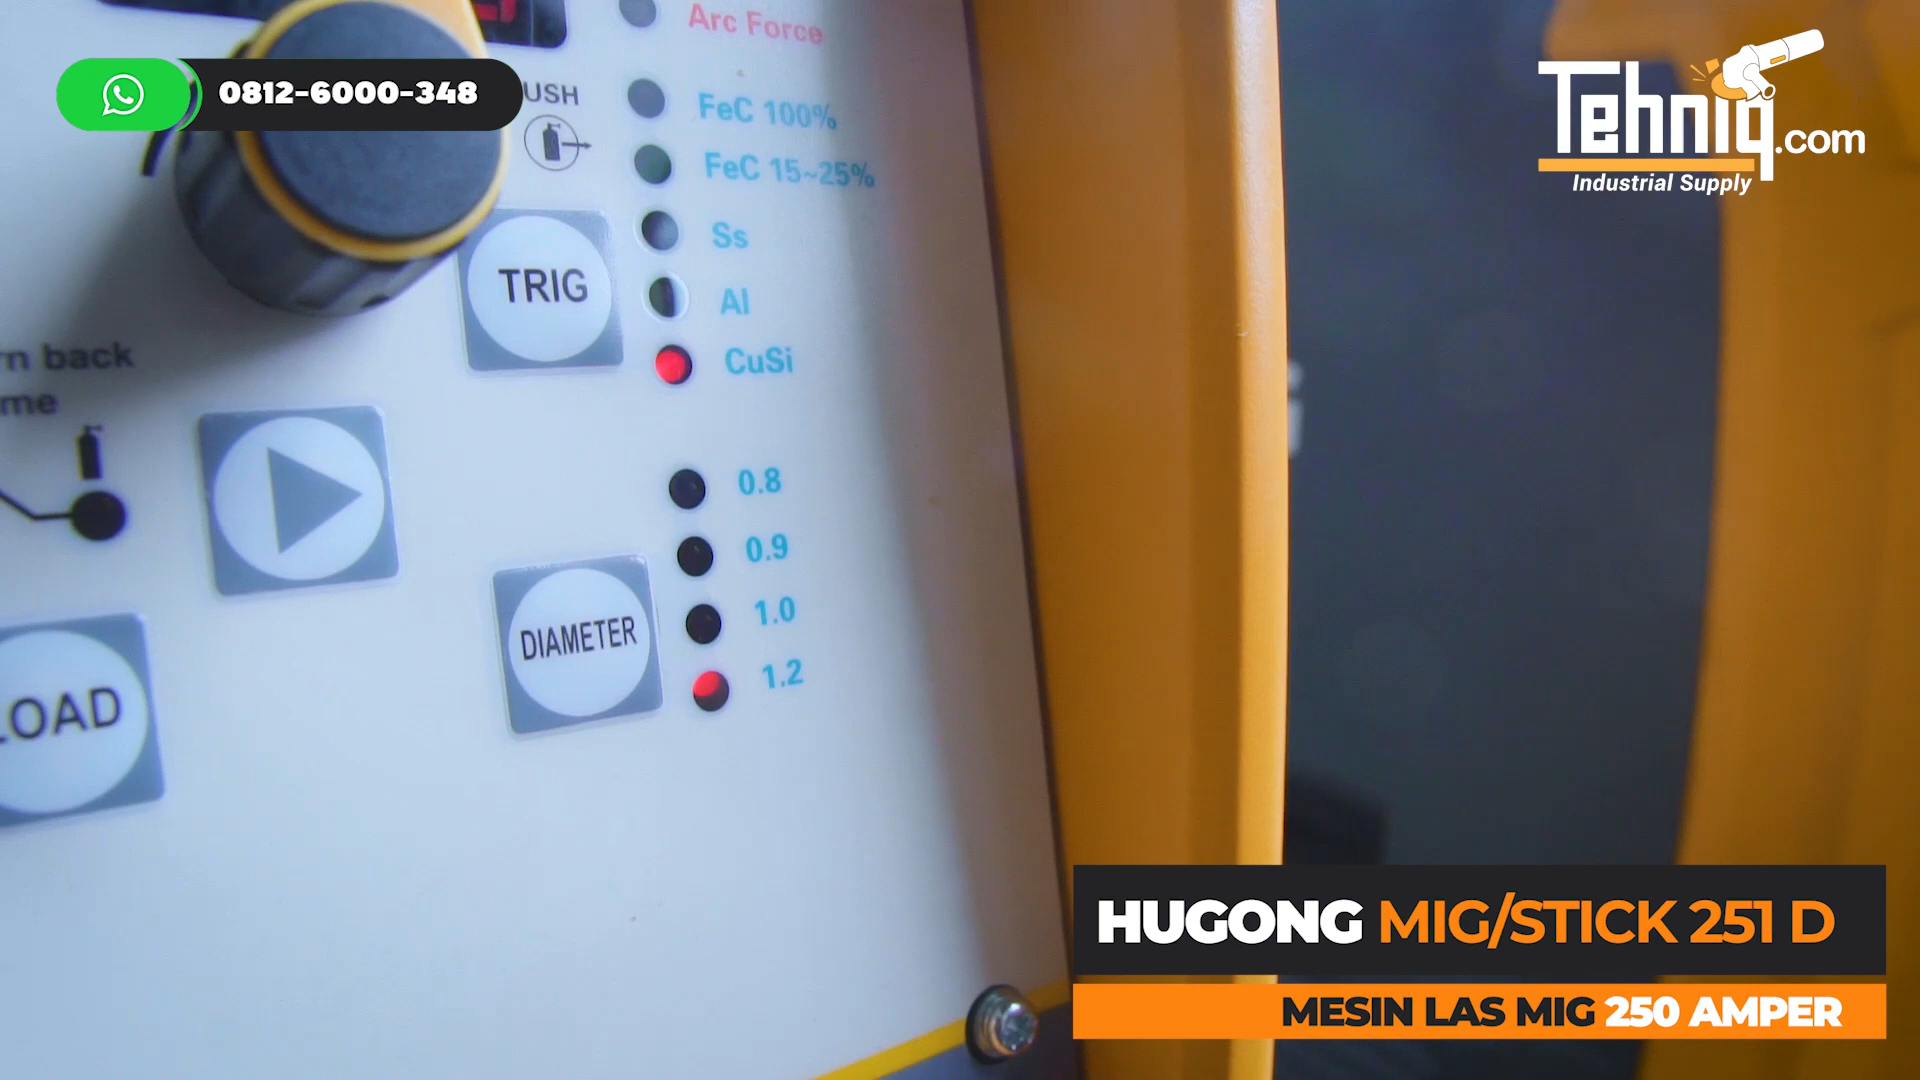 0812-6000-348
Tehniq.com
Industrial Supply
Arc Force
USH
FeC 100%
FeC 15~25%
Ss
Al
CuSi
TRIG
rn back
me
0.8
0.9
1.0
1.2
DIAMETER
LOAD
HUGONG MIG/STICK 251 D
MESIN LAS MIG 250 AMPER